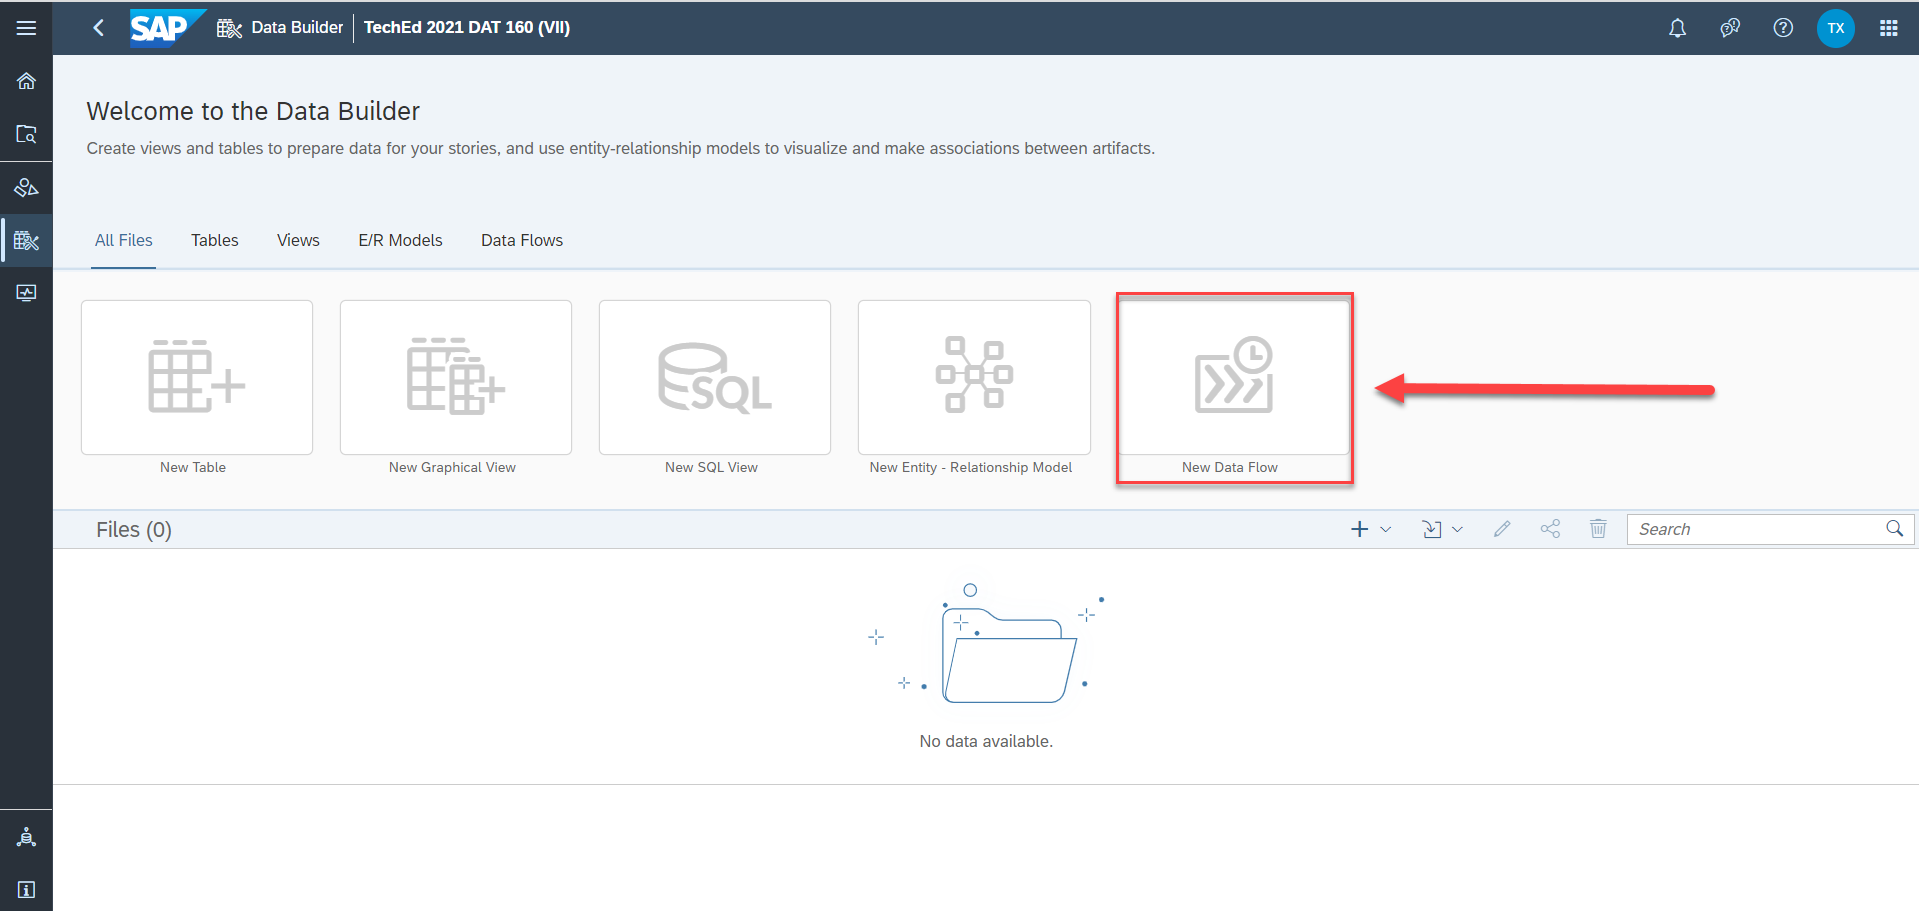 SAP Data Builder TechEd 2021 DAT 160 (VII) TX
Welcome to the Data Builder
Create views and tables to prepare data for your stories, and use entity-relationship models to visualize and make associations between artifacts.
All Files Tables Views E/R Models Data Flows
SQL
New Table New Graphical View New SQL View New Entity - Relationship Model New Data Flow
Files (0) Search
No data available.